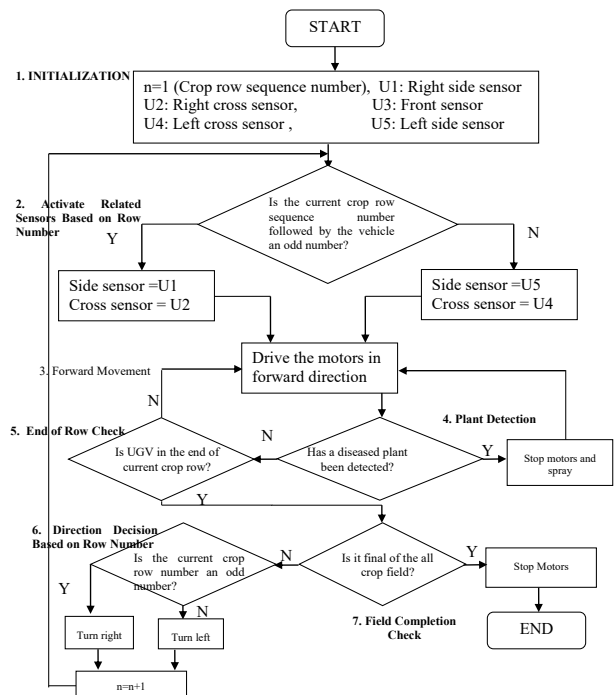 START
1. INITIALIZATION
n=1 (Crop row sequence number), U1: Right side sensor
U2: Right cross sensor, U3: Front sensor
U4: Left cross sensor , U5: Left side sensor
2. Activate Related
Sensors Based on Row
Number
Is the current crop row
sequence number
followed by the vehicle
an odd number?
Y
N
Side sensor =U1
Cross sensor = U2
Side sensor =U5
Cross sensor = U4
3. Forward Movement
Drive the motors in
forward direction
N
5. End of Row Check
Is UGV in the end of
current crop row?
N
Has a diseased plant
been detected?
4. Plant Detection
Y
Stop motors and
spray
Y
6. Direction Decision
Based on Row Number
Is the current crop
row number an odd
number?
N
Is it final of the all
crop field?
Y
Stop Motors
Y
N
7. Field Completion
Check
END
Turn right
Turn left
n=n+1